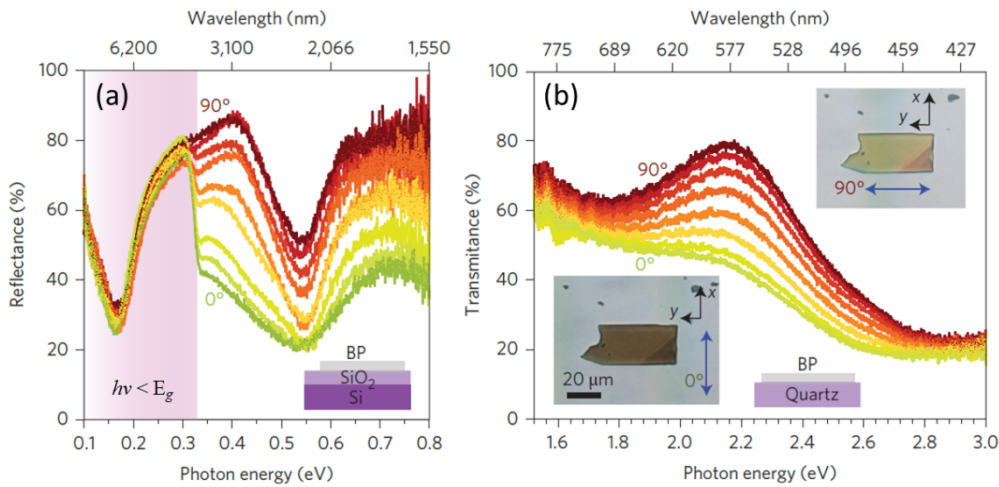 Wavelength (nm)
6,200 3,100 2,066 1,550
100
80
60
40
20
0
Reflectance (%)
(a)
90°
0°
hν < E_g
BP
SiO₂
Si
0.1 0.2 0.3 0.4 0.5 0.6 0.7 0.8
Photon energy (eV)
Wavelength (nm)
775 689 620 577 528 496 459 427
100
80
60
40
20
0
Transmitance (%)
(b)
x
y
90°
90°
0°
x
y
0°
20 µm
BP
Quartz
1.8 2.0 2.2 2.4 2.6 2.8 3.0
Photon energy (eV)